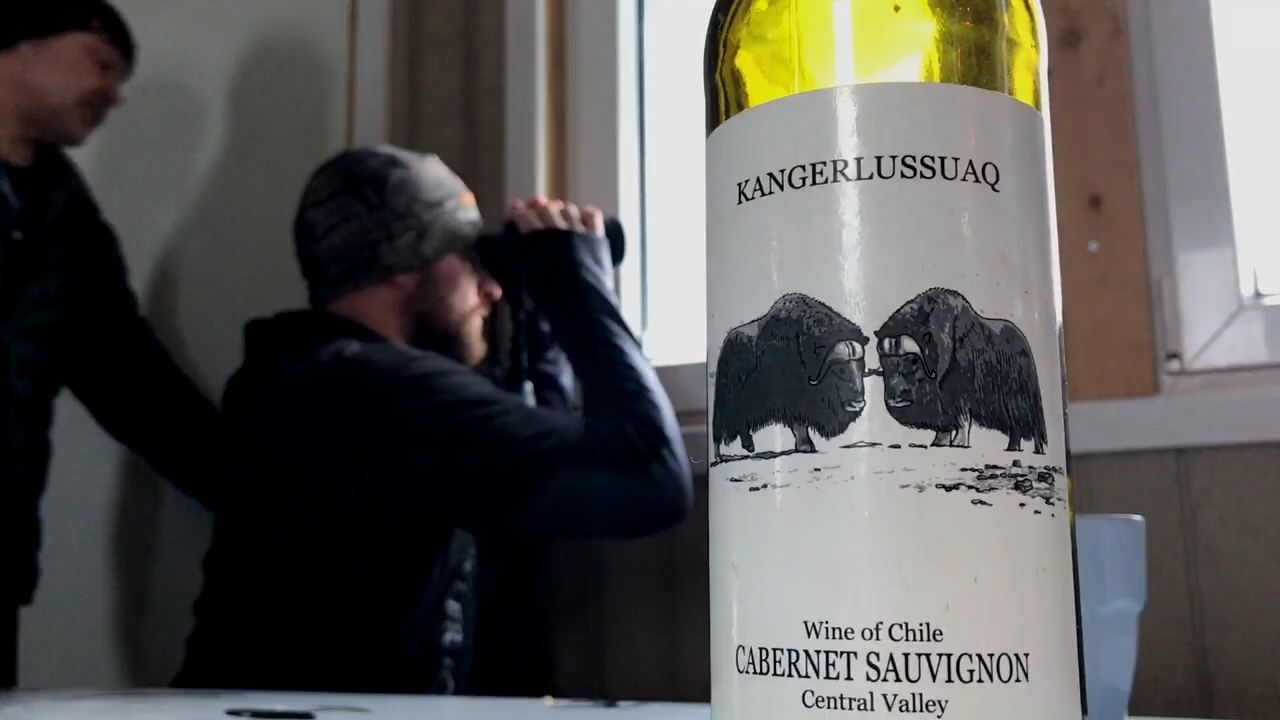 KANGERLUSSUAQ
Wine of Chile
CABERNET SAUVIGNON
Central Valley